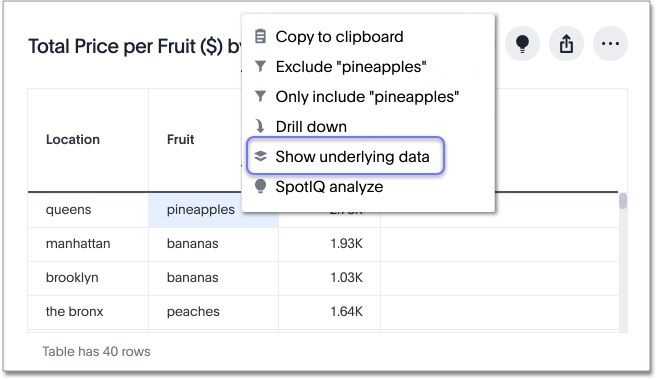 Total Price per Fruit ($) by
Copy to clipboard
Exclude "pineapples"
Only include "pineapples"
Drill down
Show underlying data
SpotIQ analyze
Location Fruit
queens pineapples
manhattan bananas 1.93K
brooklyn bananas 1.03K
the bronx peaches 1.64K
Table has 40 rows